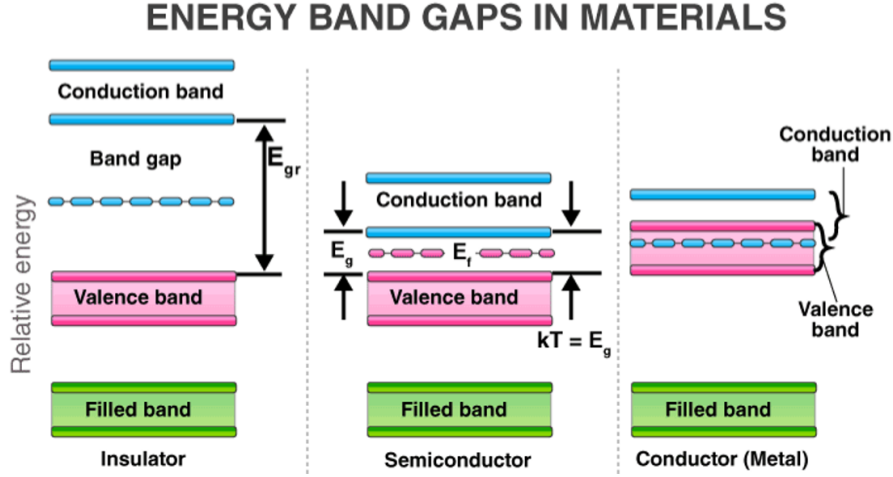 ENERGY BAND GAPS IN MATERIALS
Relative energy
Conduction band
Band gap
Egr
Valence band
Filled band
Insulator
Conduction band
Eg
Ef
Valence band
kT = Eg
Filled band
Semiconductor
Conduction
band
Valence
band
Filled band
Conductor (Metal)